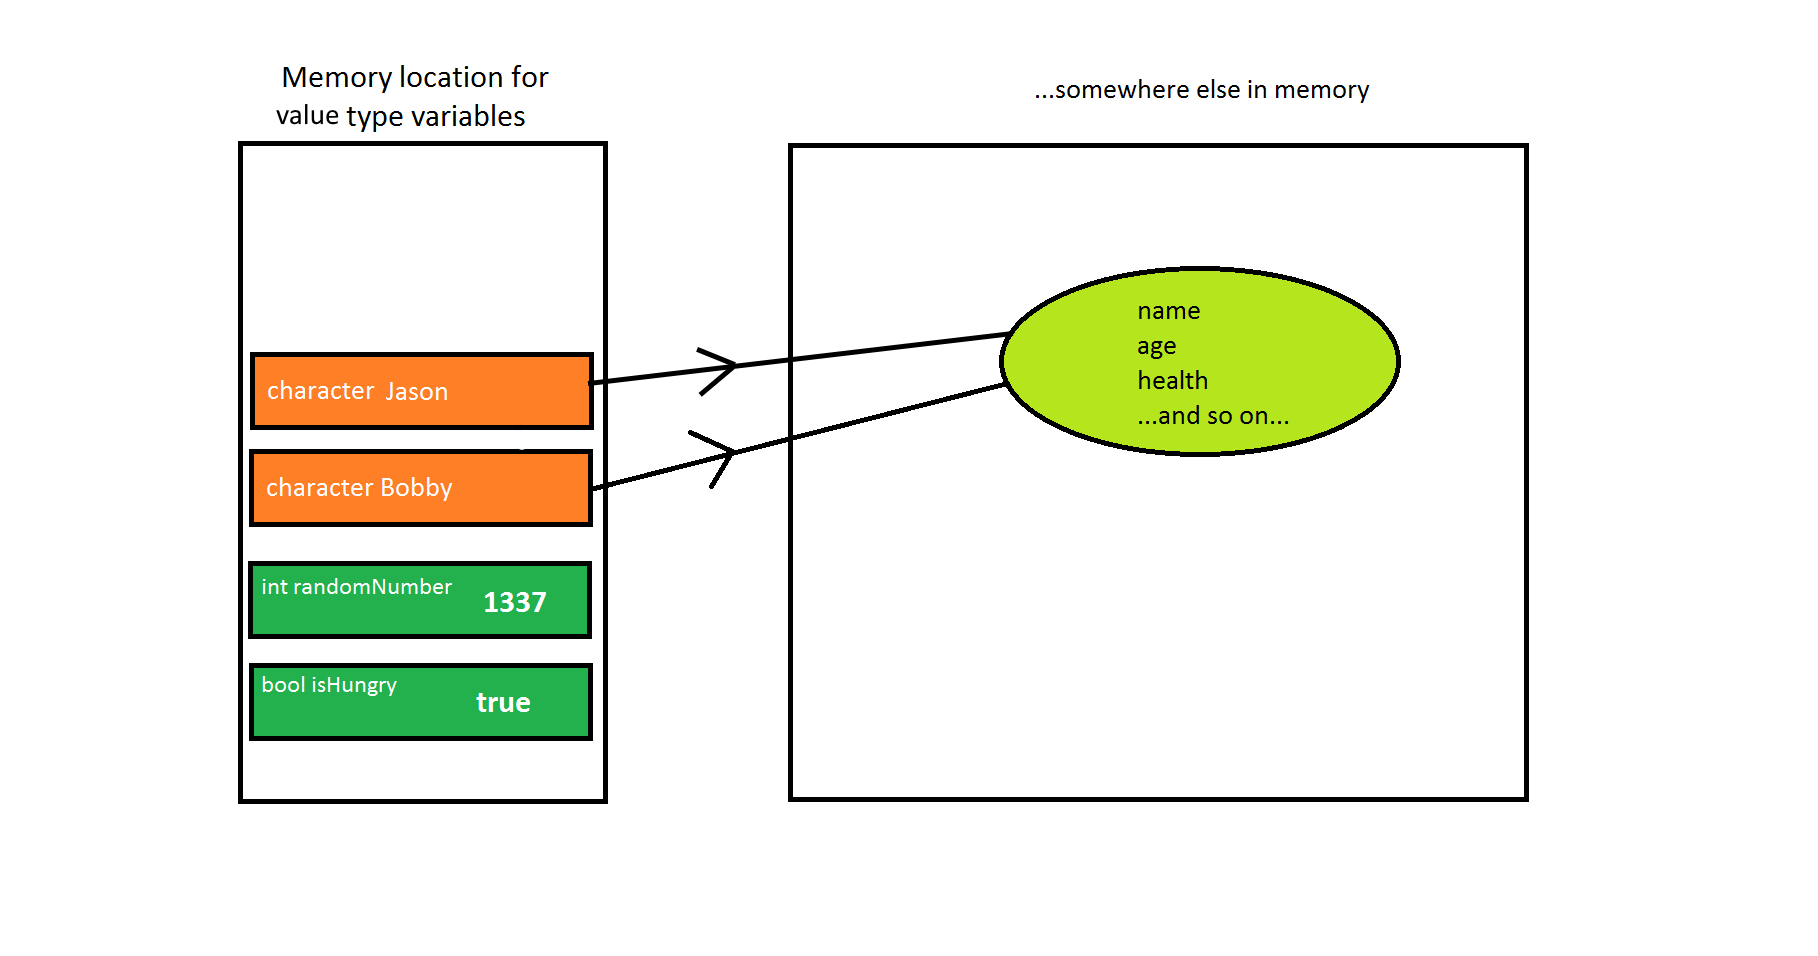 Memory location for
value type variables
...somewhere else in memory
character Jason
character Bobby
int randomNumber 1337
bool isHungry true
name
age
health
...and so on...